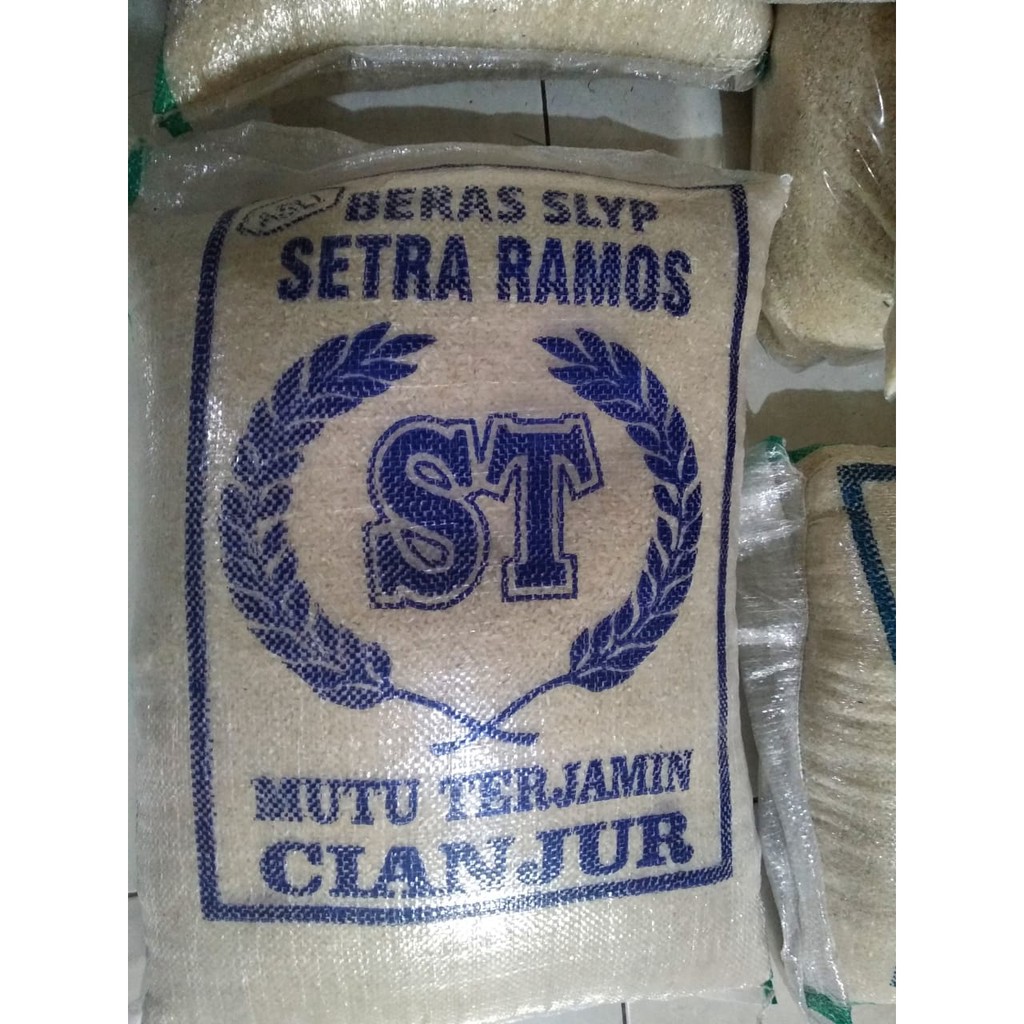 ASLI
BERAS SLYP
SETRA RAMOS
ST
MUTU TERJAMIN
CIANJUR